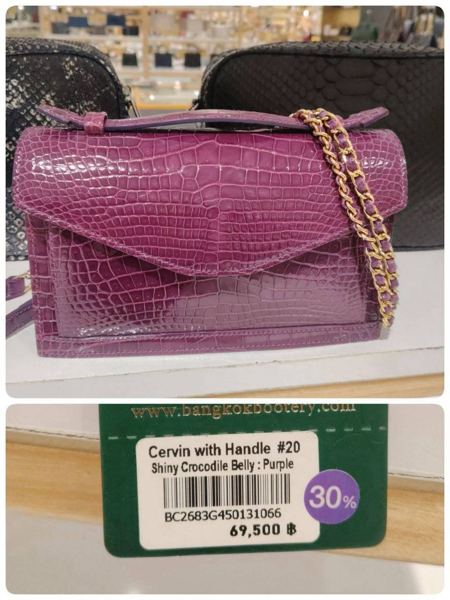 www.bangkokbootery.com
Cervin with Handle #20
Shiny Crocodile Belly : Purple
BC2683G450131066
69,500 ฿
30%